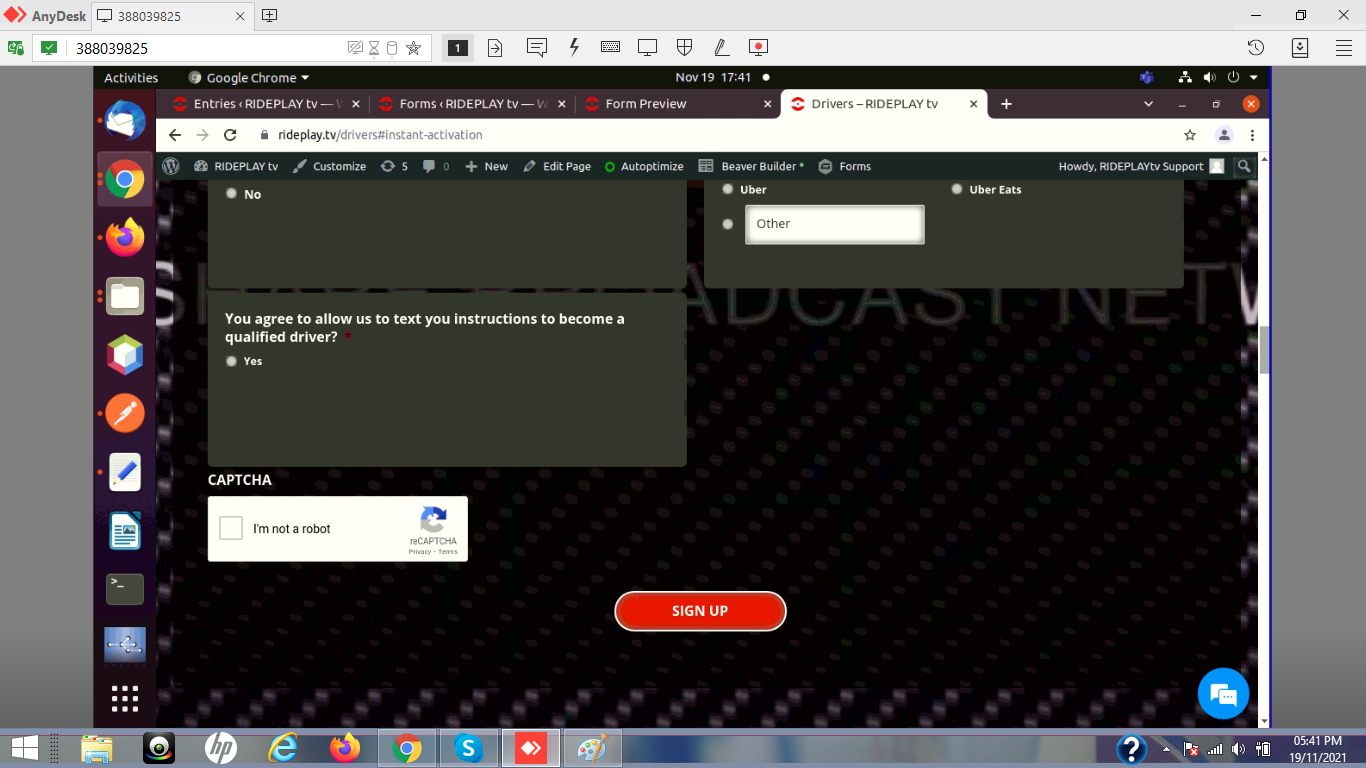 AnyDesk
388039825
388039825
1
Activities
Google Chrome
Nov 19 17:41
Entries ‹ RIDEPLAY tv — W
Forms ‹ RIDEPLAY tv — W
Form Preview
Drivers – RIDEPLAY tv
rideplay.tv/drivers#instant-activation
RIDEPLAY tv
Customize
5
0
New
Edit Page
Autoptimize
Beaver Builder
Forms
Howdy, RIDEPLAYtv Support
No
Uber
Uber Eats
Other
ADCAST NETW
You agree to allow us to text you instructions to become a
qualified driver? *
Yes
CAPTCHA
I'm not a robot
reCAPTCHA
Privacy - Terms
SIGN UP
05:41 PM
19/11/2021